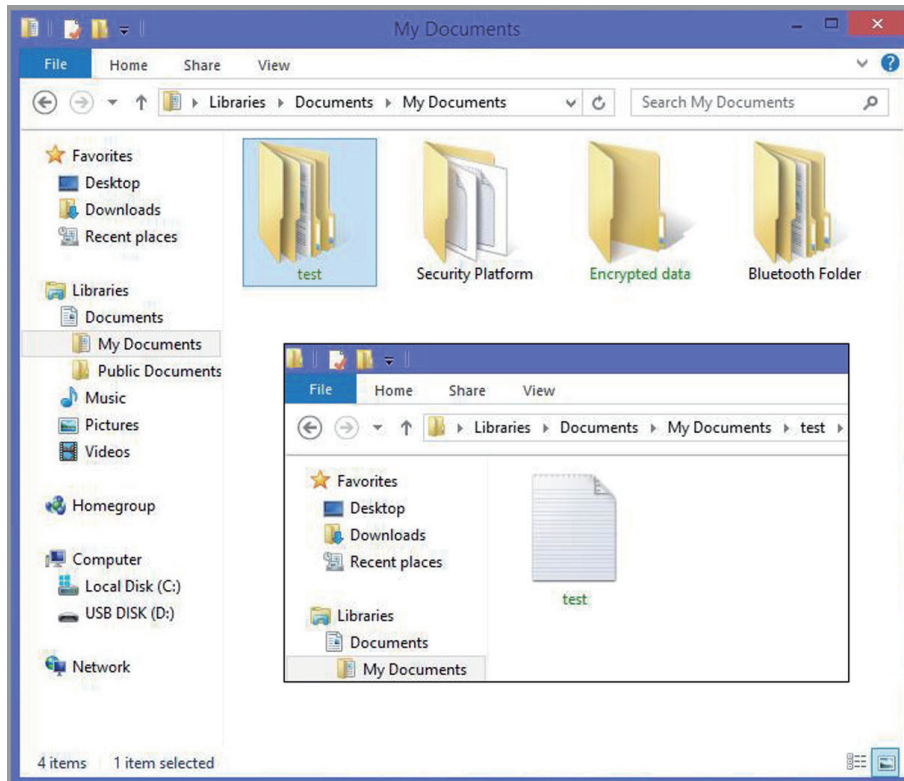 My Documents
File Home Share View
Libraries Documents My Documents Search My Documents
Favorites
Desktop
Downloads
Recent places
Libraries
Documents
My Documents
Public Documents
Music
Pictures
Videos
Homegroup
Computer
Local Disk (C:)
USB DISK (D:)
Network
test Security Platform Encrypted data Bluetooth Folder
File Home Share View
Libraries Documents My Documents test
Favorites
Desktop
Downloads
Recent places
Libraries
Documents
My Documents
test
4 items 1 item selected